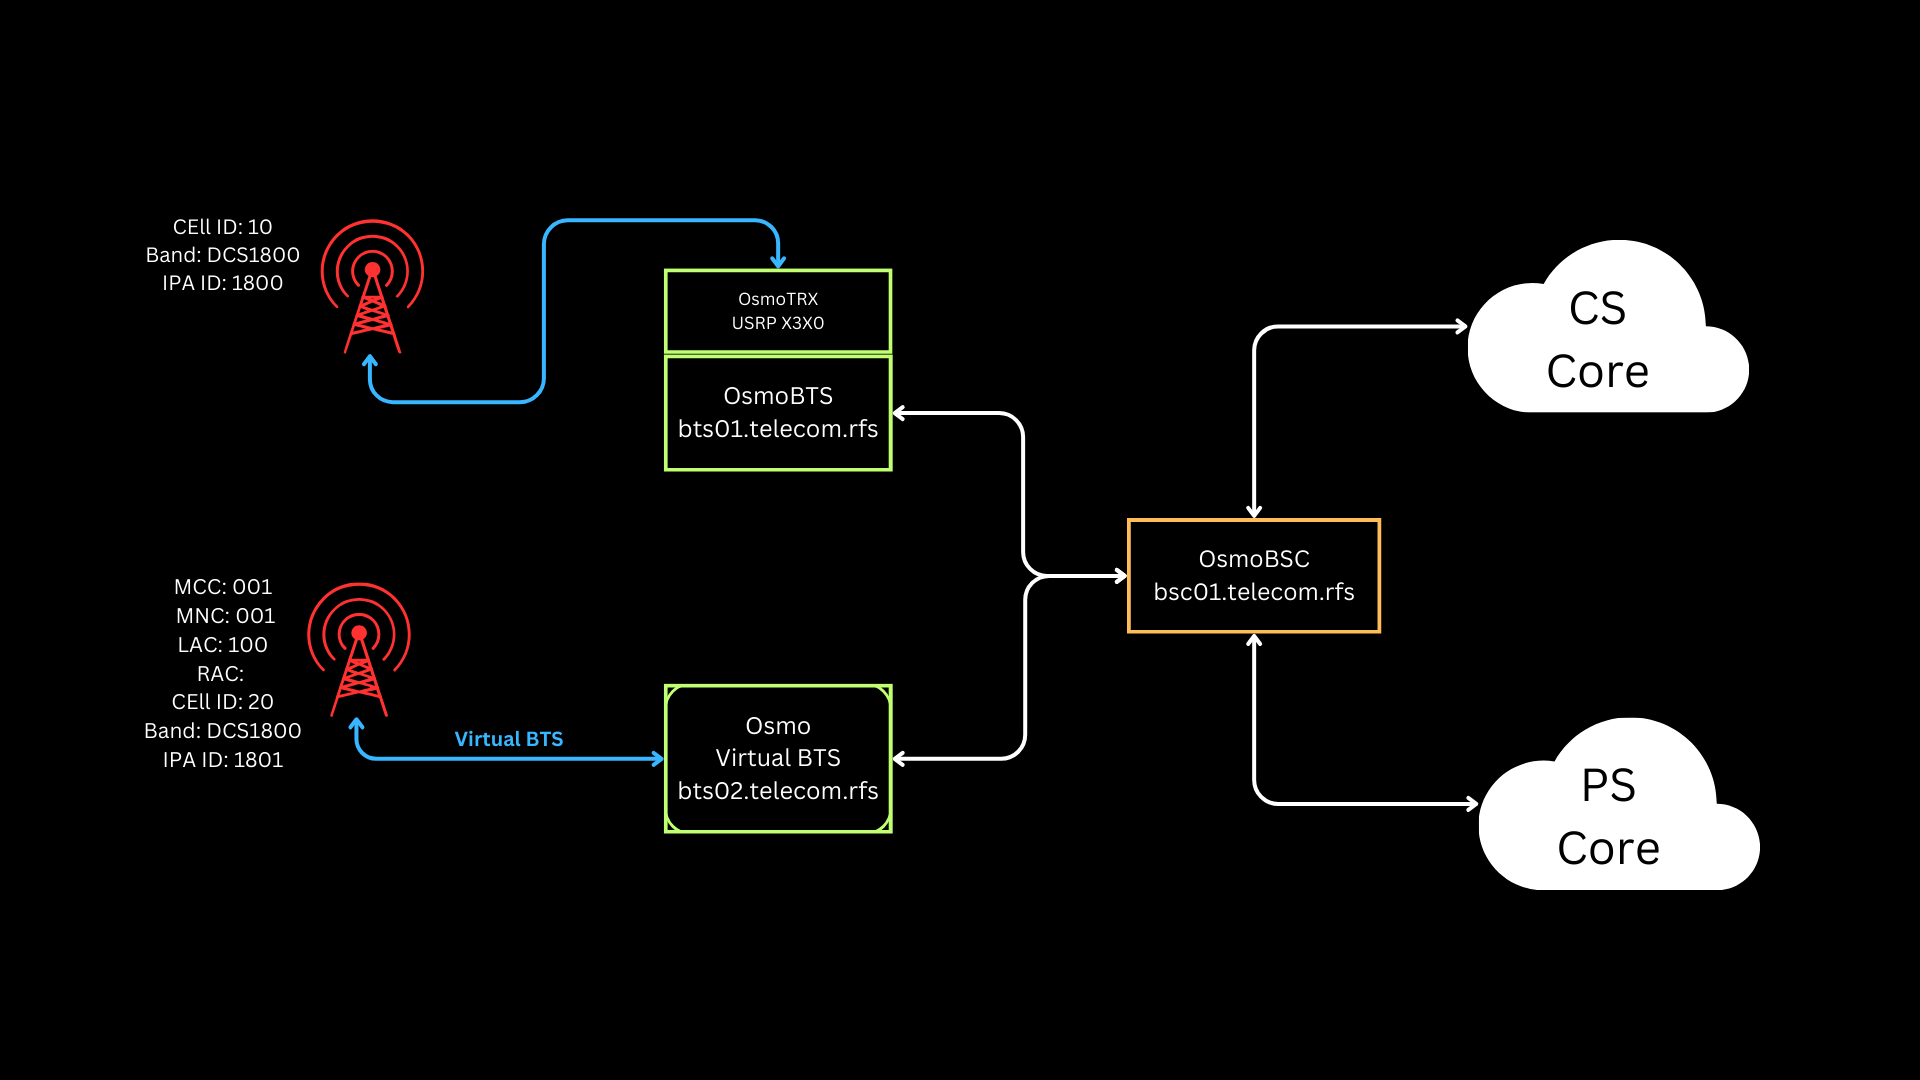 CEll ID: 10
Band: DCS1800
IPA ID: 1800
OsmoTRX
USRP X3X0
OsmoBTS
bts01.telecom.rfs
CS
Core
OsmoBSC
bsc01.telecom.rfs
MCC: 001
MNC: 001
LAC: 100
RAC:
CEll ID: 20
Band: DCS1800
IPA ID: 1801
Virtual BTS
Osmo
Virtual BTS
bts02.telecom.rfs
PS
Core